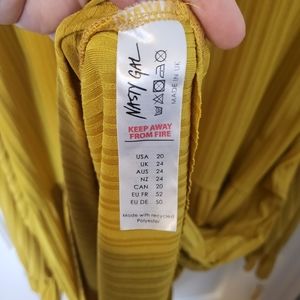 NASTY GAL
MADE IN UK
KEEP AWAY
FROM FIRE
USA 20
UK 24
AUS 24
NZ 24
CAN 20
EU FR 52
EU DE 50
Made with recycled
Polyester